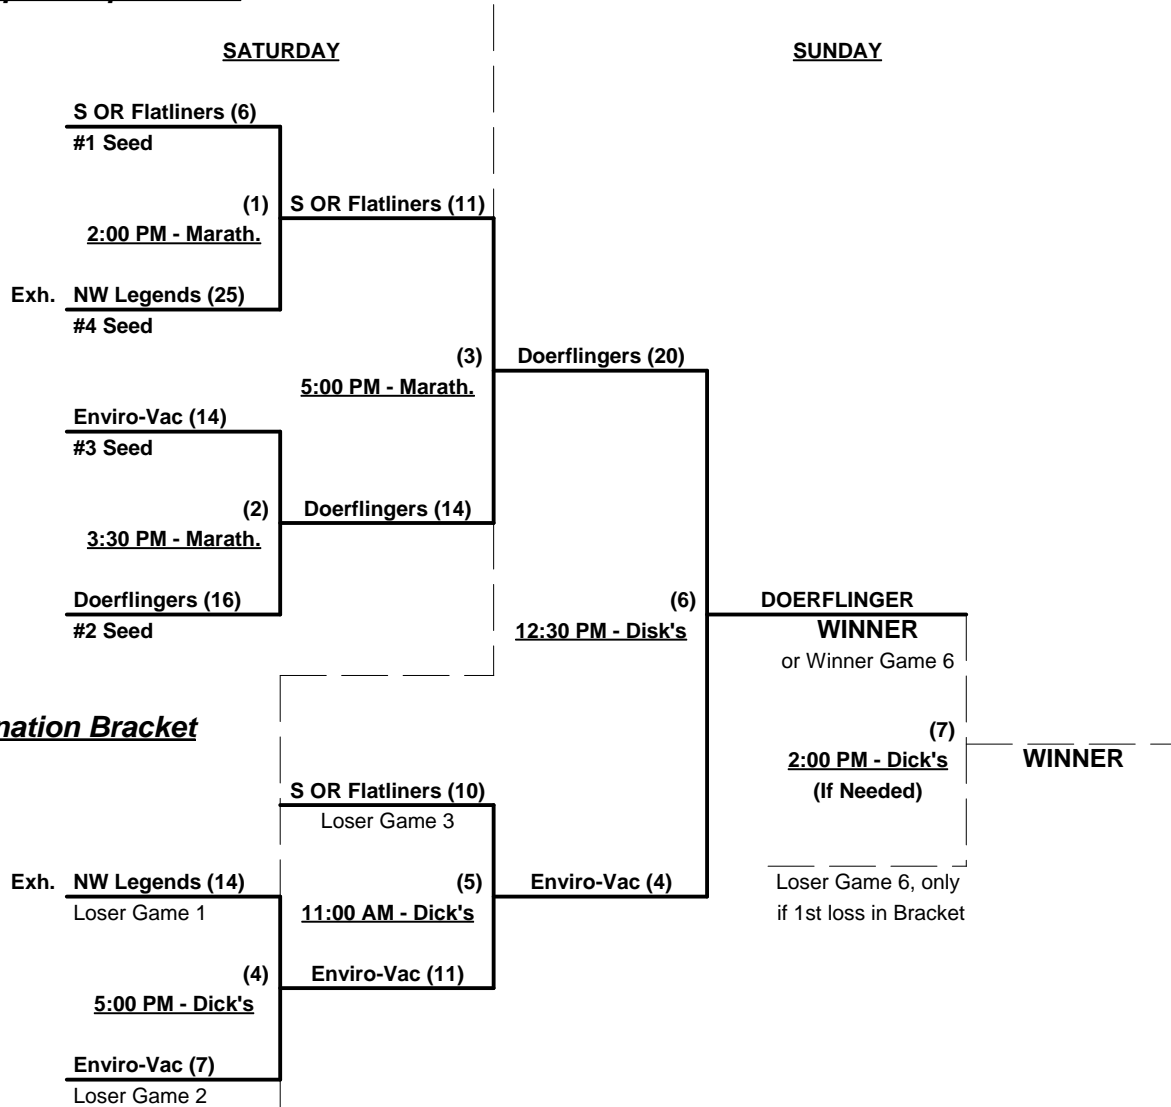 SATURDAY
SUNDAY
S OR Flatliners (6)
#1 Seed
(1)
S OR Flatliners (11)
2:00 PM - Marath.
Exh.
NW Legends (25)
#4 Seed
(3)
Doerflingers (20)
5:00 PM - Marath.
Enviro-Vac (14)
#3 Seed
(2)
Doerflingers (14)
3:30 PM - Marath.
Doerflingers (16)
#2 Seed
(6)
DOERFLINGER
12:30 PM - Disk's
WINNER
or Winner Game 6
nation Bracket
(7)
2:00 PM - Dick's
WINNER
(If Needed)
S OR Flatliners (10)
Loser Game 3
Exh.
NW Legends (14)
(5)
Enviro-Vac (4)
Loser Game 6, only
Loser Game 1
11:00 AM - Dick's
if 1st loss in Bracket
(4)
Enviro-Vac (11)
5:00 PM - Dick's
Enviro-Vac (7)
Loser Game 2